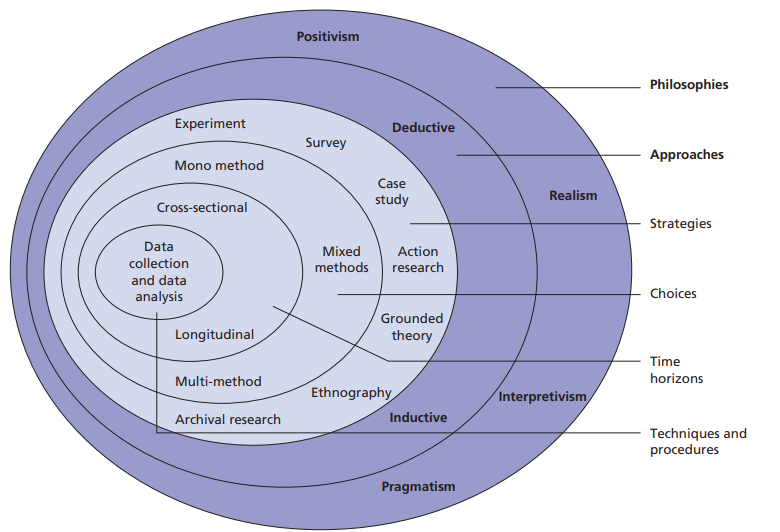 Positivism
Philosophies
Experiment
Deductive
Survey
Approaches
Mono method
Case
study
Realism
Cross-sectional
Strategies
Data
collection
and data
analysis
Mixed
methods
Action
research
Choices
Grounded
theory
Longitudinal
Time
horizons
Multi-method
Ethnography
Interpretivism
Archival research
Inductive
Techniques and
procedures
Pragmatism